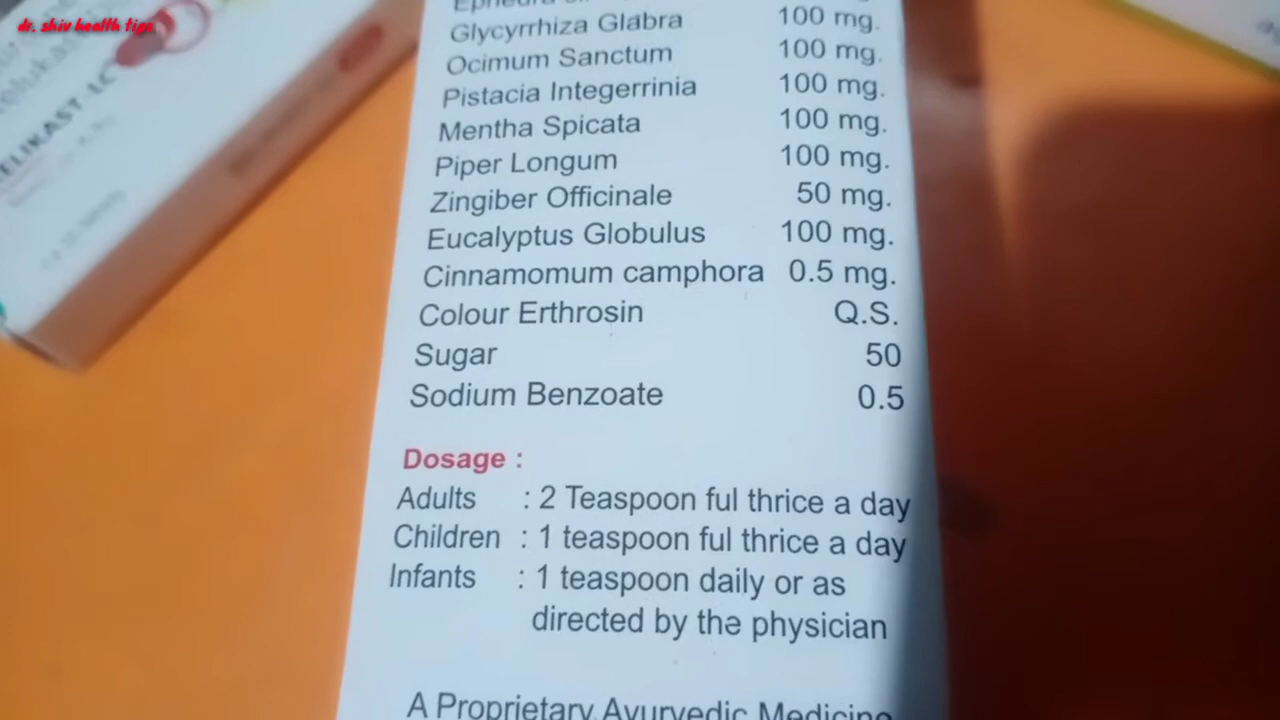 dr. shiv health tips
ELIKAST-LC
Glycyrrhiza Glabra 100 mg.
Ocimum Sanctum 100 mg.
Pistacia Integerrinia 100 mg.
Mentha Spicata 100 mg.
Piper Longum 100 mg.
Zingiber Officinale 50 mg.
Eucalyptus Globulus 100 mg.
Cinnamomum camphora 0.5 mg.
Colour Erthrosin Q.S.
Sugar 50
Sodium Benzoate 0.5
Dosage :
Adults : 2 Teaspoon ful thrice a day
Children : 1 teaspoon ful thrice a day
Infants : 1 teaspoon daily or as
directed by the physician
A Proprietary Ayurvedic Medicine